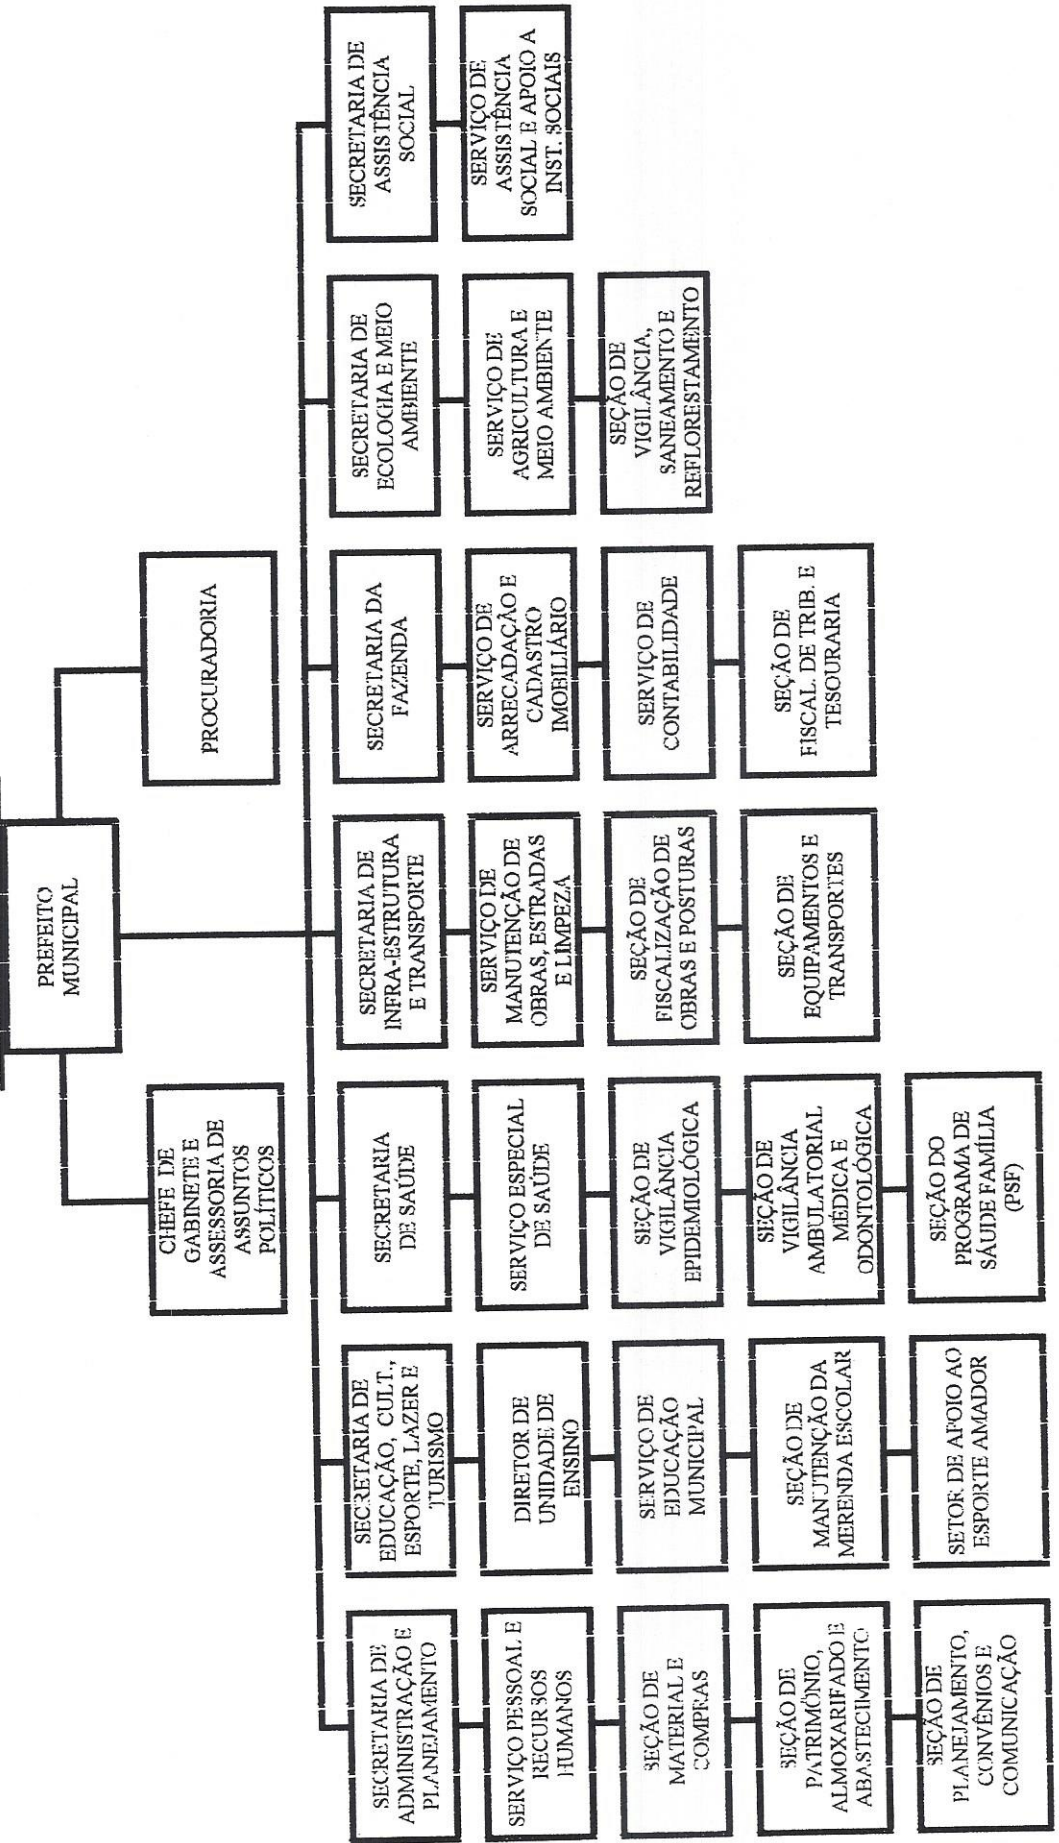 PREFEITO
MUNICIPAL
CHEFE DE
GABINETE E
ASSESSORIA DE
ASSUNTOS
POLÍTICOS
PROCURADORIA
SECRETARIA DE
ADMINISTRAÇÃO E
PLANEJAMENTO
SERVIÇO PESSOAL E
RECURSOS
HUMANOS
SEÇÃO DE
MATERIAL E
COMPRAS
SEÇÃO DE
PATRIMÔNIO,
ALMOXARIFADO E
ABASTECIMENTO
SEÇÃO DE
PLANEJAMENTO,
CONVÊNIOS E
COMUNICAÇÃO
SECRETARIA DE
EDUCAÇÃO, CULT.,
ESPORTE, LAZER E
TURISMO
DIRETOR DE
UNIDADE DE
ENSINO
SERVIÇO DE
EDUCAÇÃO
MUNICIPAL
SEÇÃO DE
MANUTENÇÃO DA
MERENDA ESCOLAR
SETOR DE APOIO AO
ESPORTE AMADOR
SECRETARIA
DE SAÚDE
SERVIÇO ESPECIAL
DE SAÚDE
SEÇÃO DE
VIGILÂNCIA
EPIDEMIOLÓGICA
SEÇÃO DE
VIGILÂNCIA
AMBULATORIAL
MÉDICA E
ODONTOLÓGICA
SEÇÃO DO
PROGRAMA DE
SÁUDE FAMÍLIA
(PSF)
SECRETARIA DE
INFRA-ESTRUTURA
E TRANSPORTE
SERVIÇO DE
MANUTENÇÃO DE
OBRAS, ESTRADAS
E LIMPEZA
SEÇÃO DE
FISCALIZAÇÃO DE
OBRAS E POSTURAS
SEÇÃO DE
EQUIPAMENTOS E
TRANSPORTES
SECRETARIA DA
FAZENDA
SERVIÇO DE
ARRECADAÇÃO E
CADASTRO
IMOBILIÁRIO
SERVIÇO DE
CONTABILIDADE
SEÇÃO DE
FISCAL. DE TRIB. E
TESOURARIA
SECRETARIA DE
ECOLOGIA E MEIO
AMBIENTE
SERVIÇO DE
AGRICULTURA E
MEIO AMBIENTE
SEÇÃO DE
VIGILÂNCIA,
SANEAMENTO E
REFLORESTAMENTO
SECRETARIA DE
ASSISTÊNCIA
SOCIAL
SERVIÇO DE
ASSISTÊNCIA
SOCIAL E APOIO A
INST. SOCIAIS